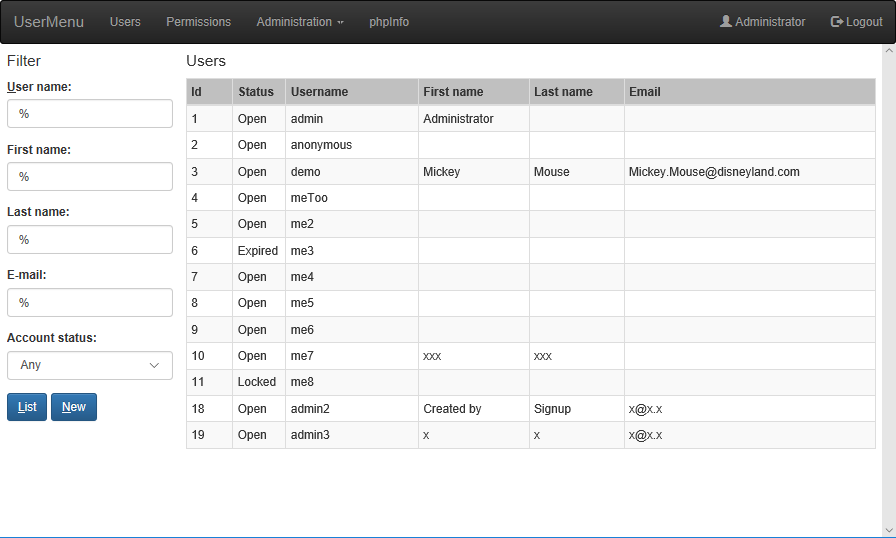 UserMenu Users Permissions Administration phpInfo Administrator Logout
Filter
User name:
%
First name:
%
Last name:
%
E-mail:
%
Account status:
Any
List New
Users
Id Status Username First name Last name Email
1 Open admin Administrator
2 Open anonymous
3 Open demo Mickey Mouse Mickey.Mouse@disneyland.com
4 Open meToo
5 Open me2
6 Expired me3
7 Open me4
8 Open me5
9 Open me6
10 Open me7 xxx xxx
11 Locked me8
18 Open admin2 Created by Signup x@x.x
19 Open admin3 x x x@x.x